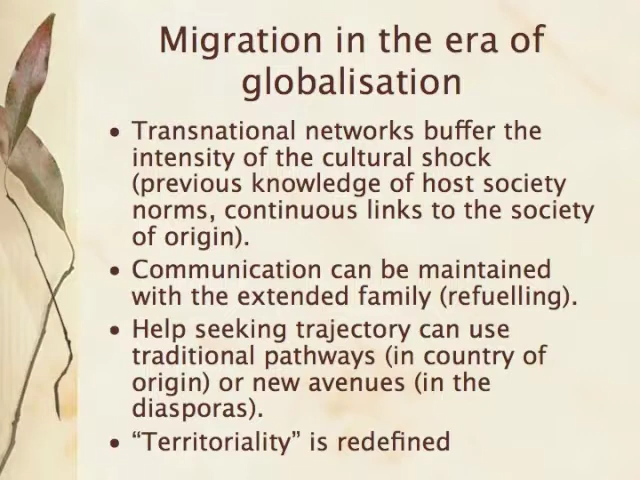 Migration in the era of
globalisation
• Transnational networks buffer the
intensity of the cultural shock
(previous knowledge of host society
norms, continuous links to the society
of origin).
• Communication can be maintained
with the extended family (refuelling).
• Help seeking trajectory can use
traditional pathways (in country of
origin) or new avenues (in the
diasporas).
• “Territoriality” is redefined